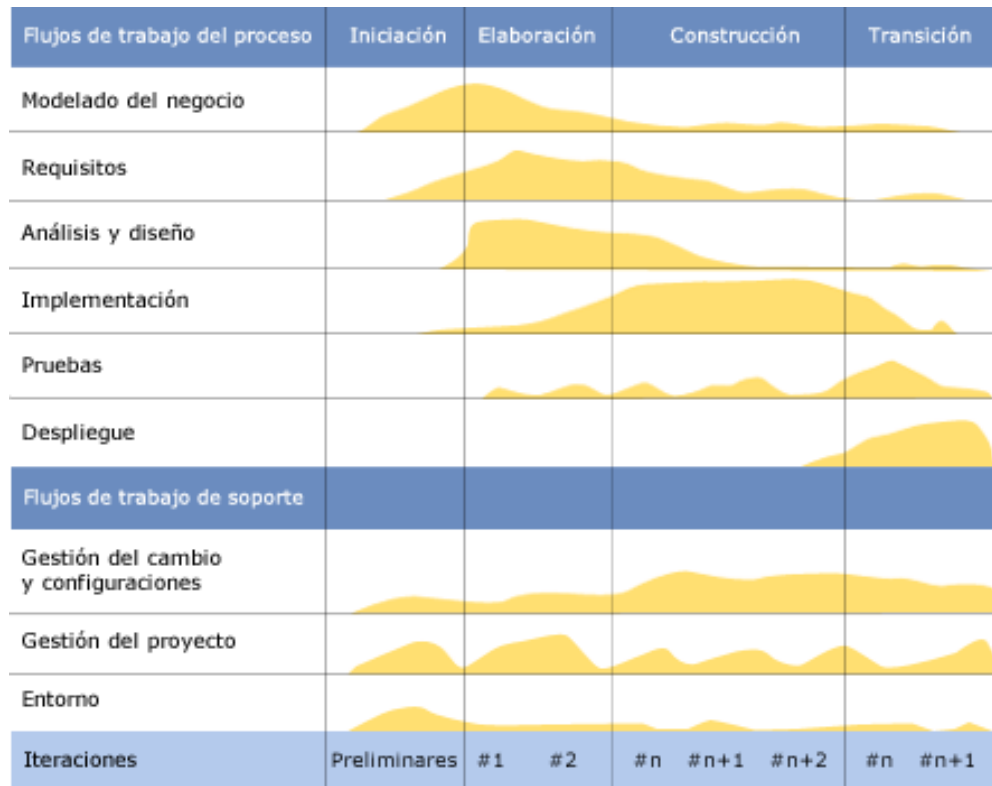 Flujos de trabajo del proceso Iniciación Elaboración Construcción Transición
Modelado del negocio
Requisitos
Análisis y diseño
Implementación
Pruebas
Despliegue
Flujos de trabajo de soporte
Gestión del cambio
y configuraciones
Gestión del proyecto
Entorno
Iteraciones Preliminares #1 #2 #n #n+1 #n+2 #n #n+1